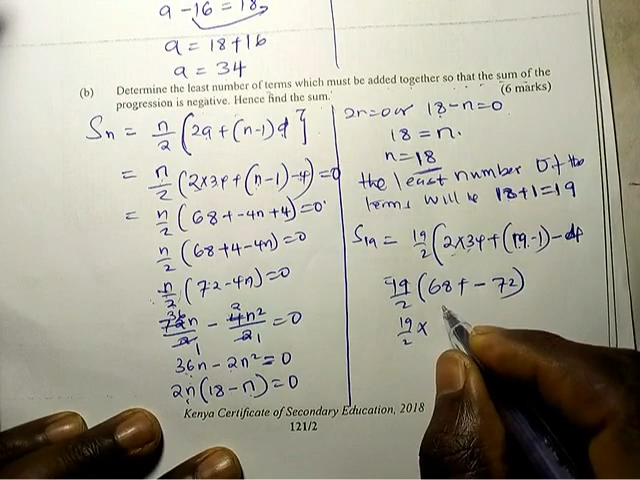 a - 16 = 18
a = 18+16
a = 34
(b) Determine the least number of terms which must be added together so that the sum of the progression is negative. Hence find the sum. (6 marks)
Sn = n/2 (2a + (n-1)d]
= n/2 (2x34+(n-1)-4)=0
= n/2 (68+-4n+4)=0
n/2 (68+4-4n)=0
n/2 (72-4n)=0
72n/2 36/1 - 4n²/2 2/1 = 0
36n - 2n² = 0
2n(18-n)=0
2n=0 or 18-n=0
18 = n.
n=18
the least number of the
terms will be 18+1=19
S19 = 19/2 (2x34+(19-1)-4)
19/2 (68+-72)
19/2 x
Kenya Certificate of Secondary Education, 2018
121/2